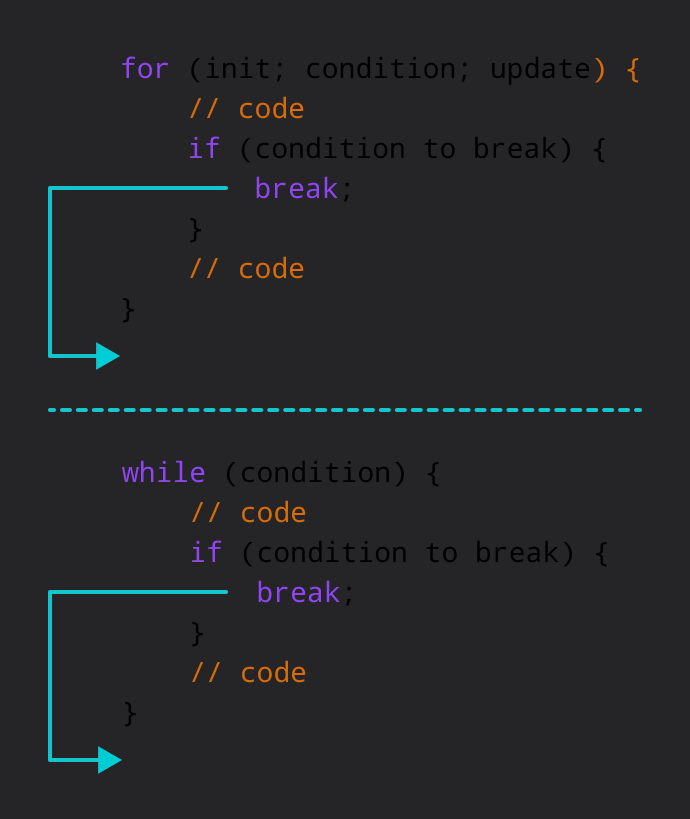 for (init; condition; update) {
// code
if (condition to break) {
break;
}
// code
}
while (condition) {
// code
if (condition to break) {
break;
}
// code
}